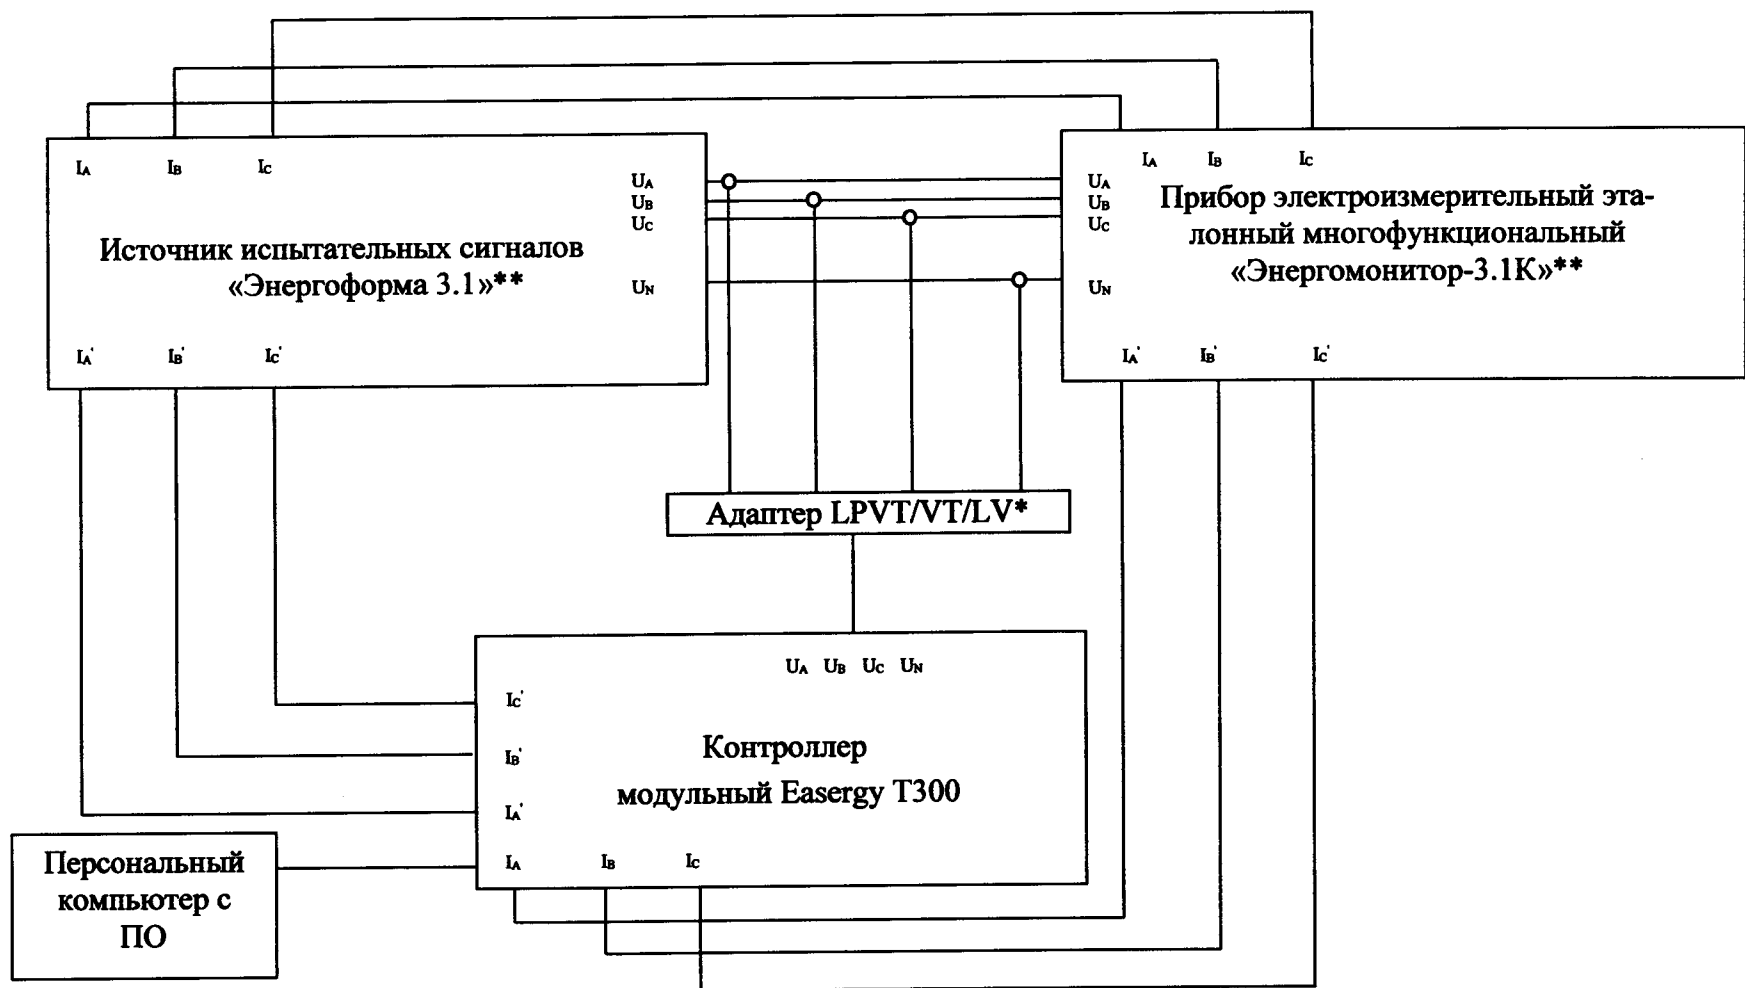 IA IB IC
UA
UB
UC
Источник испытательных сигналов
«Энергоформа 3.1»**
UN
IA' IB' IC'
IA IB IC
UA
UB
UC
Прибор электроизмерительный эта-
лонный многофункциональный
«Энергомонитор-3.1К»**
UN
IA' IB' IC'
Адаптер LPVT/VT/LV*
UA UB UC UN
IC'
IB'
IA'
Контроллер
модульный Easergy T300
IA IB IC
Персональный
компьютер с
ПО